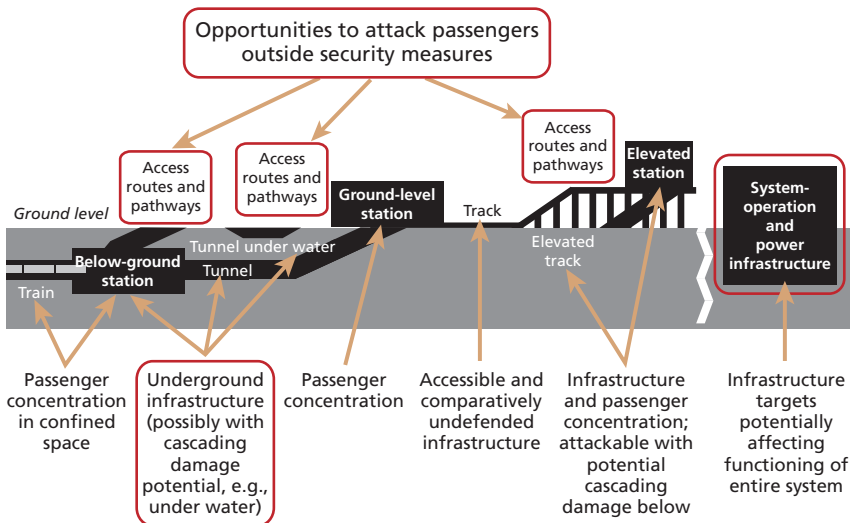 Opportunities to attack passengers
outside security measures
Access
routes and
pathways
Access
routes and
pathways
Access
routes and
pathways
Elevated
station
Ground-level
station
System-
operation
and
power
infrastructure
Ground level
Track
Tunnel under water
Elevated
track
Below-ground
station
Tunnel
Train
Passenger
concentration
in confined
space
Underground
infrastructure
(possibly with
cascading
damage
potential, e.g.,
under water)
Passenger
concentration
Accessible and
comparatively
undefended
infrastructure
Infrastructure
and passenger
concentration;
attackable with
potential
cascading
damage below
Infrastructure
targets
potentially
affecting
functioning of
entire system